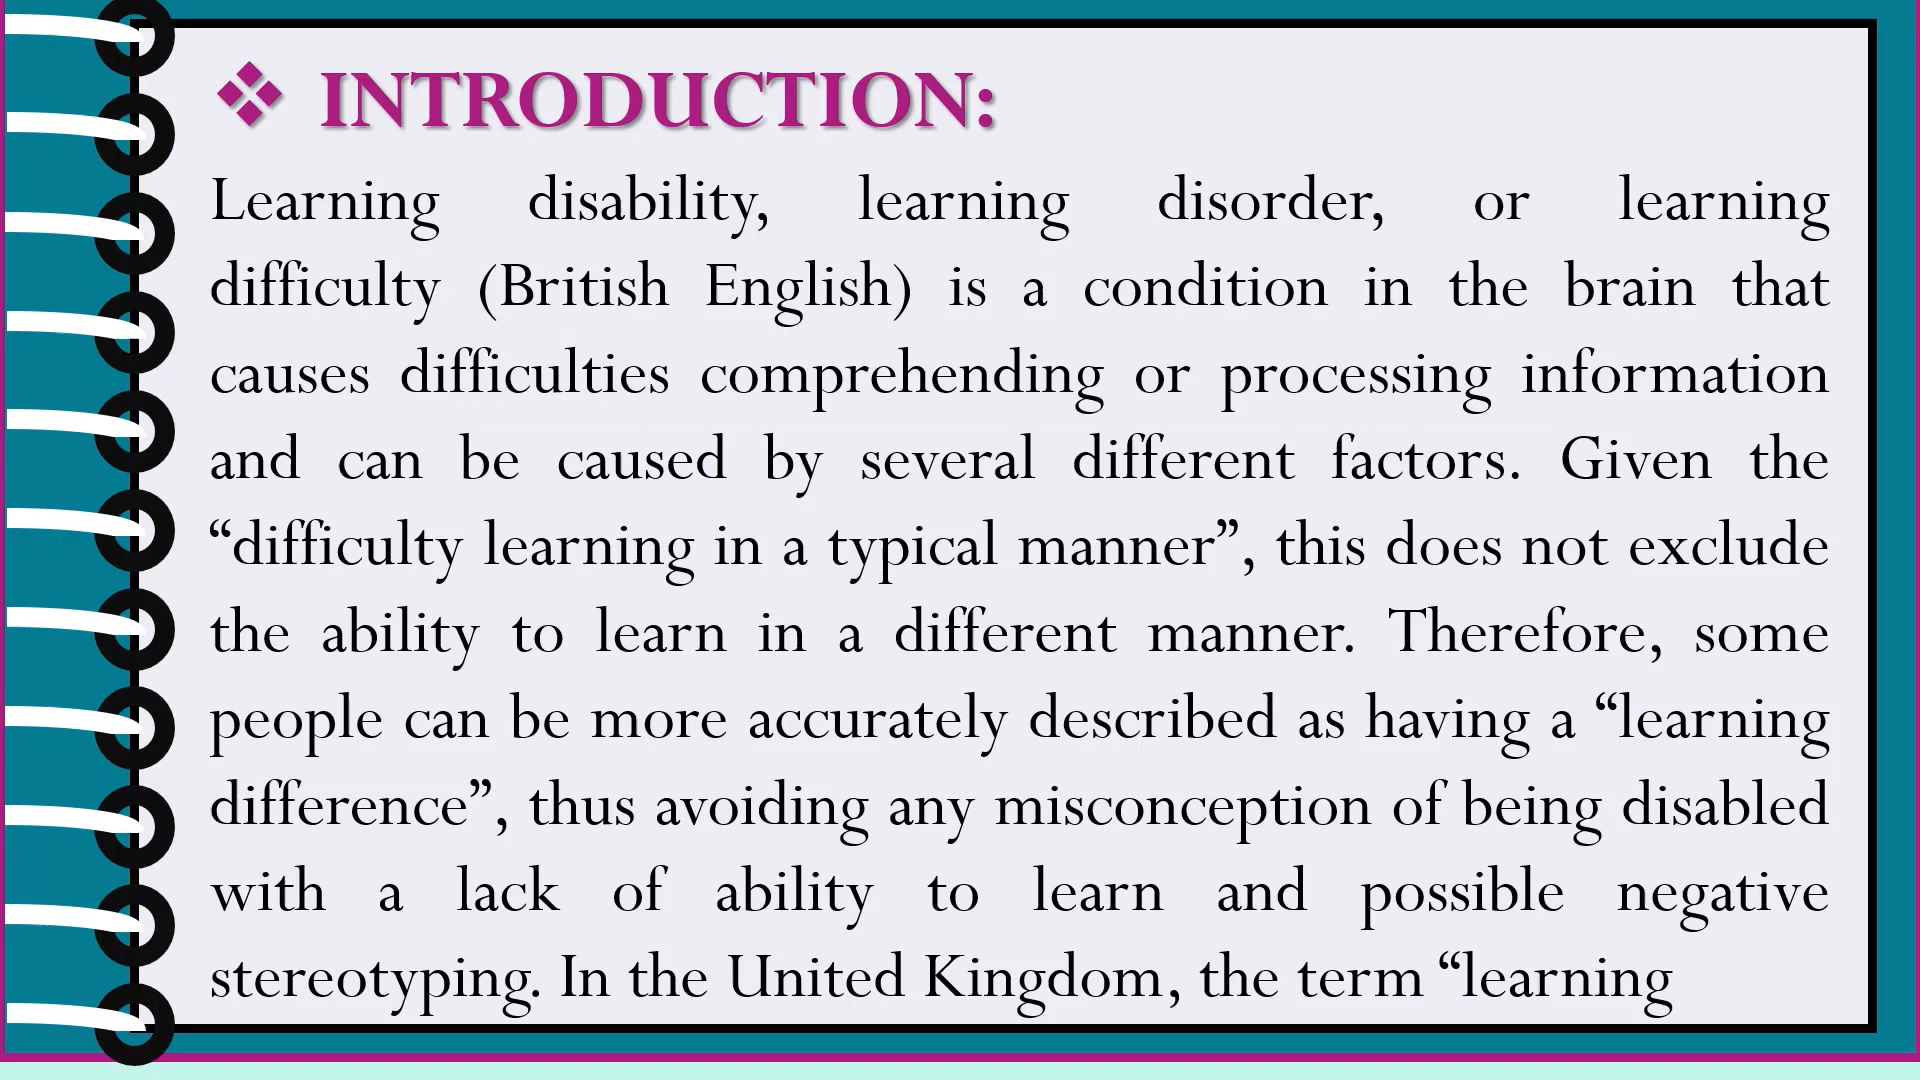 ❖ INTRODUCTION:
Learning disability, learning disorder, or learning
difficulty (British English) is a condition in the brain that
causes difficulties comprehending or processing information
and can be caused by several different factors. Given the
“difficulty learning in a typical manner”, this does not exclude
the ability to learn in a different manner. Therefore, some
people can be more accurately described as having a “learning
difference”, thus avoiding any misconception of being disabled
with a lack of ability to learn and possible negative
stereotyping. In the United Kingdom, the term “learning